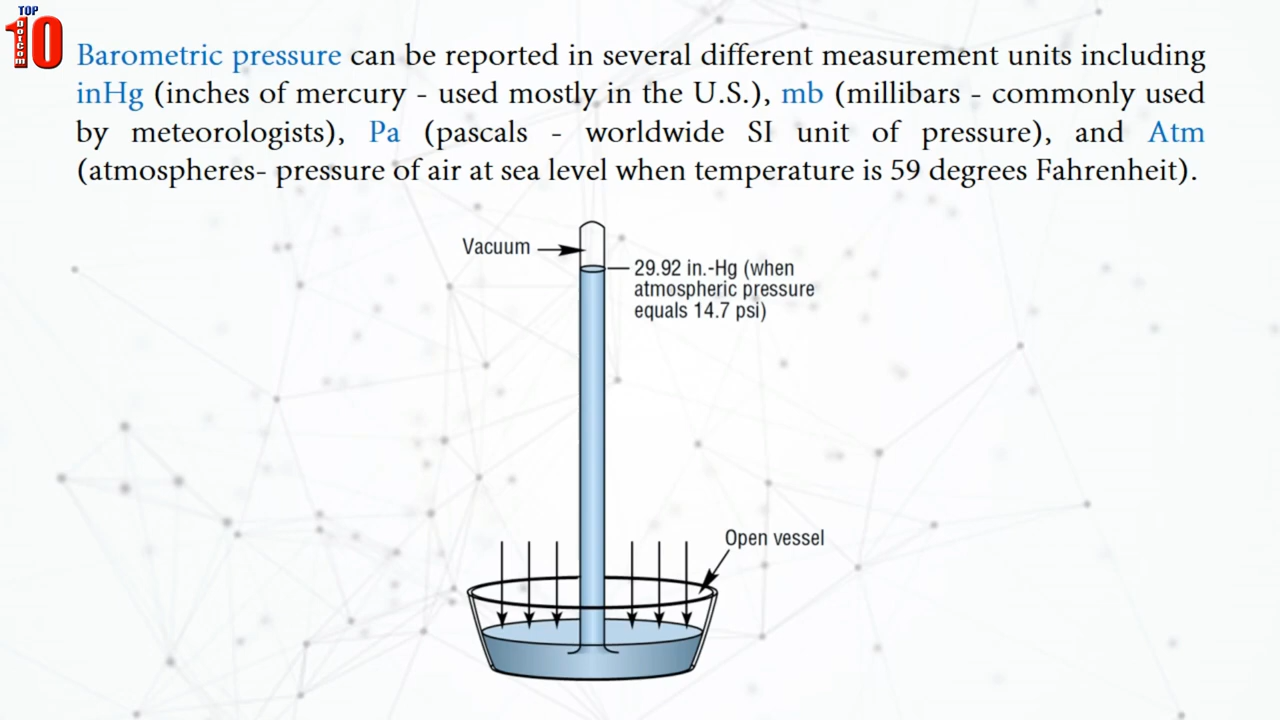 TOP
10
Dotcom
Barometric pressure can be reported in several different measurement units including
inHg (inches of mercury - used mostly in the U.S.), mb (millibars - commonly used
by meteorologists), Pa (pascals - worldwide SI unit of pressure), and Atm
(atmospheres- pressure of air at sea level when temperature is 59 degrees Fahrenheit).
Vacuum
29.92 in.-Hg (when
atmospheric pressure
equals 14.7 psi)
Open vessel